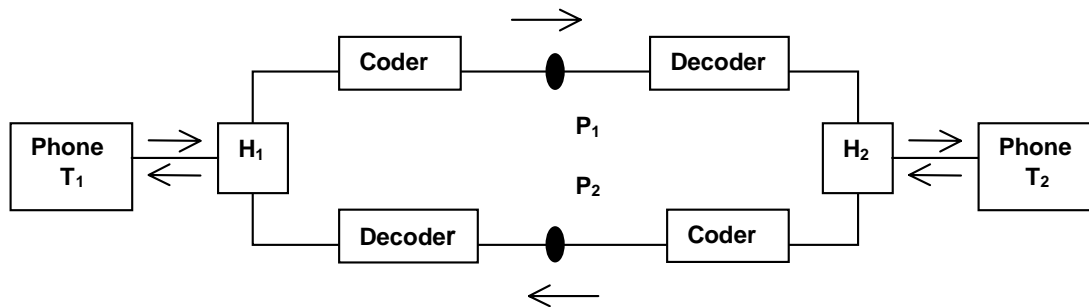 Coder
Decoder
Phone
T₁
H₁
P₁
H₂
Phone
T₂
P₂
Decoder
Coder